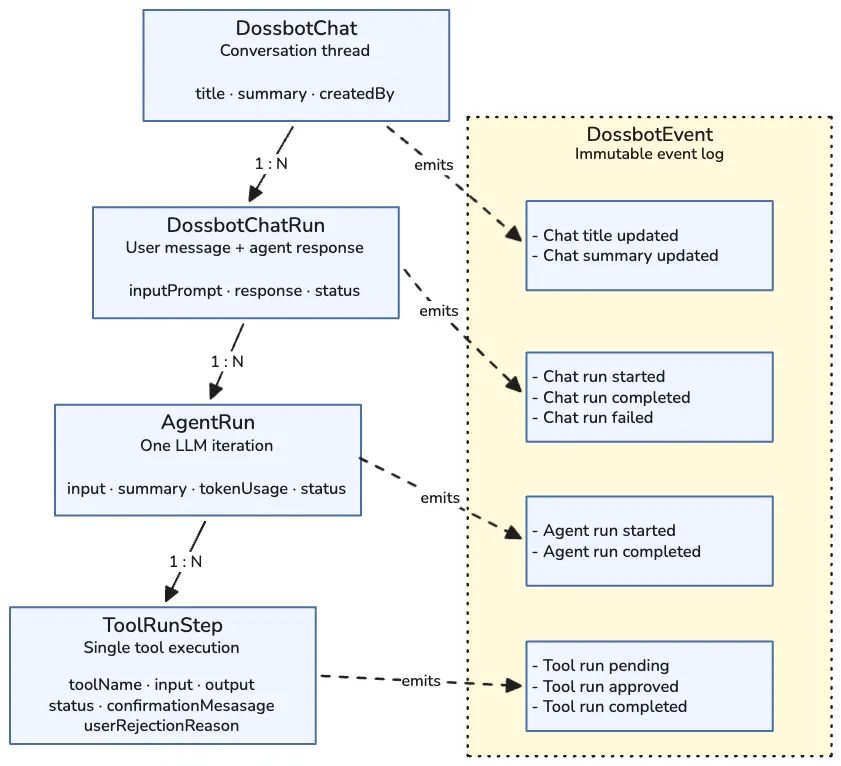 DossbotChat
Conversation thread
title · summary · createdBy
1 : N
emits
DossbotEvent
Immutable event log
- Chat title updated
- Chat summary updated
DossbotChatRun
User message + agent response
inputPrompt · response · status
1 : N
emits
- Chat run started
- Chat run completed
- Chat run failed
AgentRun
One LLM iteration
input · summary · tokenUsage · status
1 : N
emits
- Agent run started
- Agent run completed
ToolRunStep
Single tool execution
toolName · input · output
status · confirmationMesasage
userRejectionReason
emits
- Tool run pending
- Tool run approved
- Tool run completed